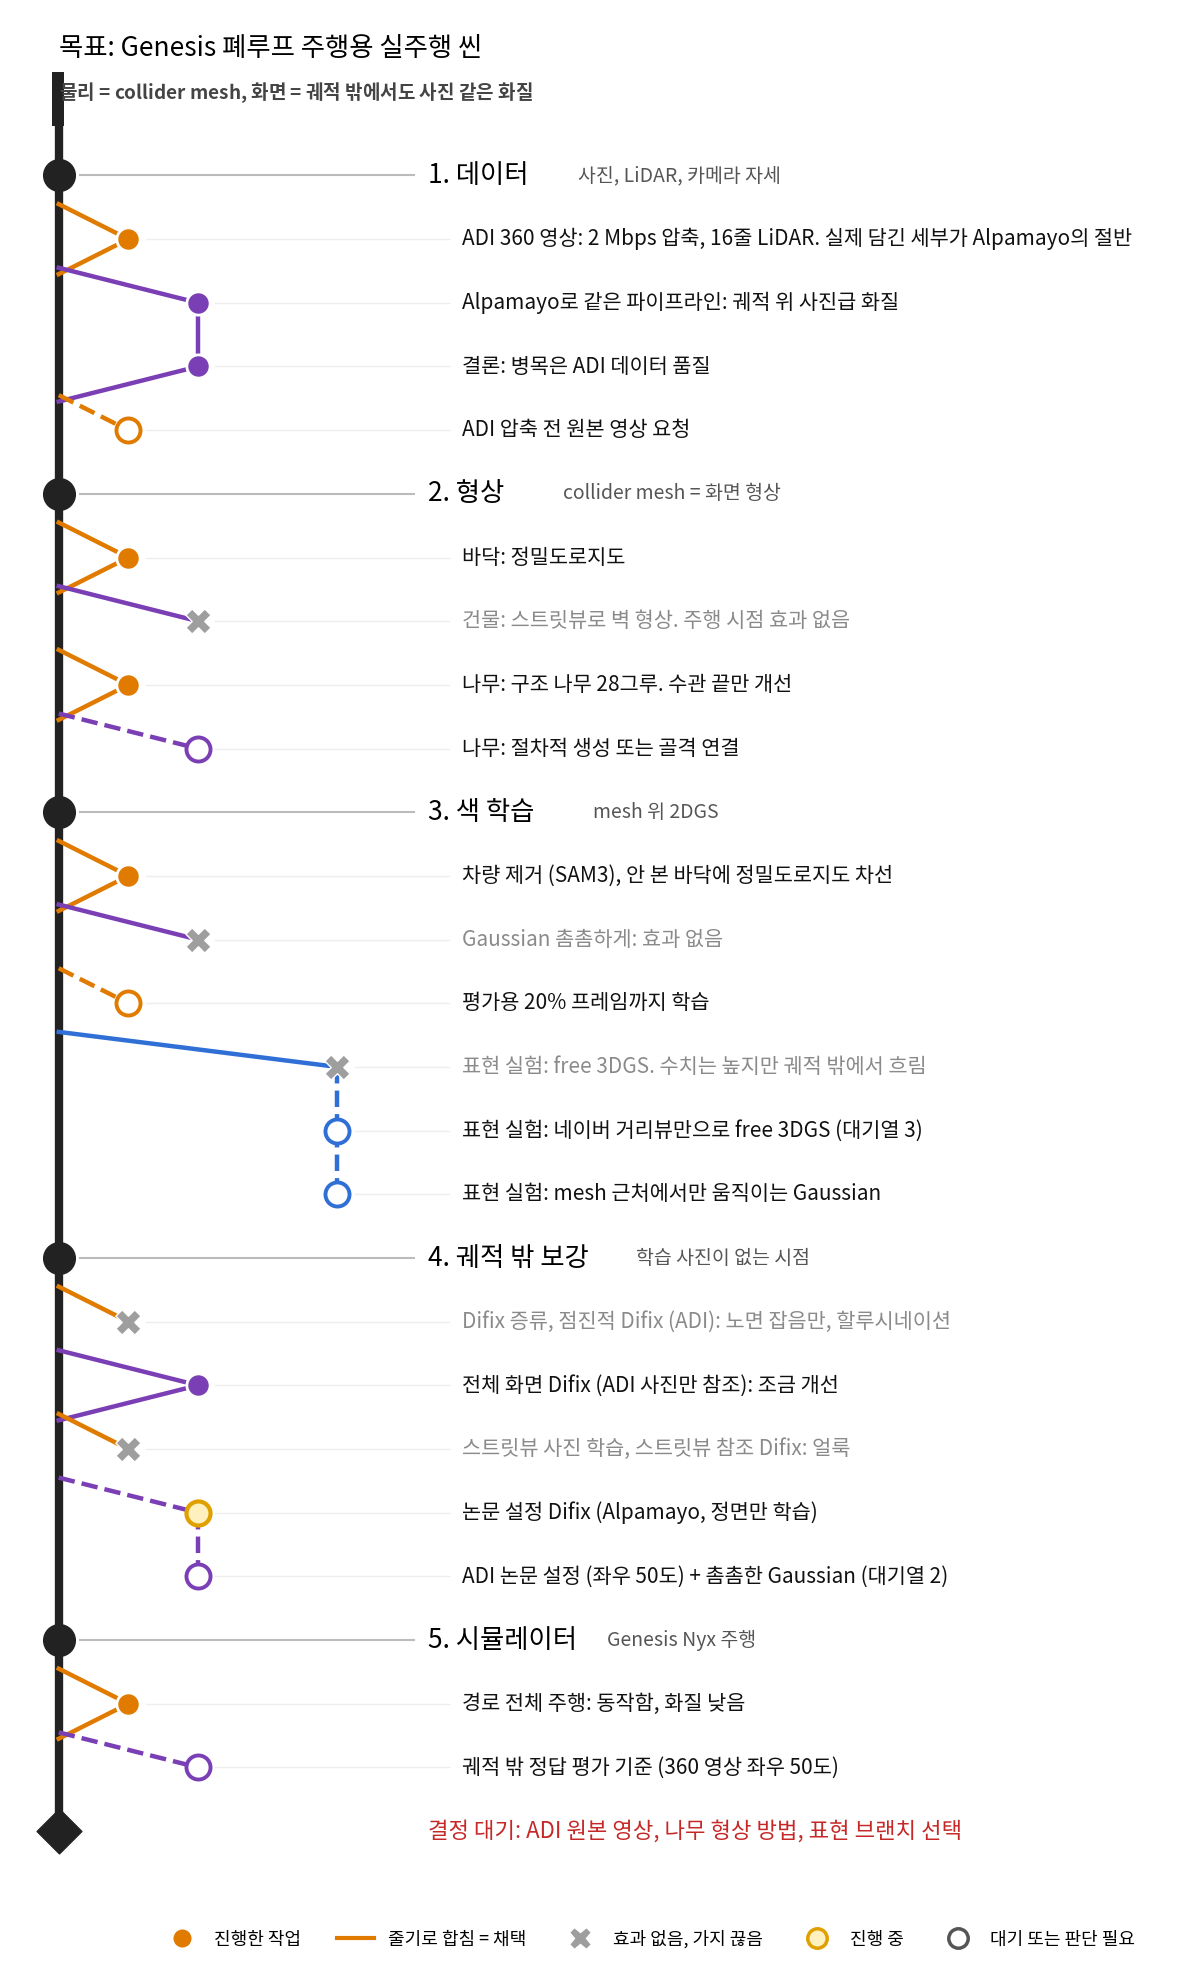 목표: Genesis 폐루프 주행용 실주행 씬
물리 = collider mesh, 화면 = 궤적 밖에서도 사진 같은 화질
1. 데이터 사진, LiDAR, 카메라 자세
ADI 360 영상: 2 Mbps 압축, 16줄 LiDAR. 실제 담긴 세부가 Alpamayo의 절반
Alpamayo로 같은 파이프라인: 궤적 위 사진급 화질
결론: 병목은 ADI 데이터 품질
ADI 압축 전 원본 영상 요청
2. 형상 collider mesh = 화면 형상
바닥: 정밀도로지도
건물: 스트릿뷰로 벽 형상. 주행 시점 효과 없음
나무: 구조 나무 28그루. 수관 끝만 개선
나무: 절차적 생성 또는 골격 연결
3. 색 학습 mesh 위 2DGS
차량 제거 (SAM3), 안 본 바닥에 정밀도로지도 차선
Gaussian 촘촘하게: 효과 없음
평가용 20% 프레임까지 학습
표현 실험: free 3DGS. 수치는 높지만 궤적 밖에서 흐림
표현 실험: 네이버 거리뷰만으로 free 3DGS (대기열 3)
표현 실험: mesh 근처에서만 움직이는 Gaussian
4. 궤적 밖 보강 학습 사진이 없는 시점
Difix 증류, 점진적 Difix (ADI): 노면 잡음만, 할루시네이션
전체 화면 Difix (ADI 사진만 참조): 조금 개선
스트릿뷰 사진 학습, 스트릿뷰 참조 Difix: 얼룩
논문 설정 Difix (Alpamayo, 정면만 학습)
ADI 논문 설정 (좌우 50도) + 촘촘한 Gaussian (대기열 2)
5. 시뮬레이터 Genesis Nyx 주행
경로 전체 주행: 동작함, 화질 낮음
궤적 밖 정답 평가 기준 (360 영상 좌우 50도)
결정 대기: ADI 원본 영상, 나무 형상 방법, 표현 브랜치 선택
진행한 작업 줄기로 합침 = 채택 효과 없음, 가지 끊음 진행 중 대기 또는 판단 필요